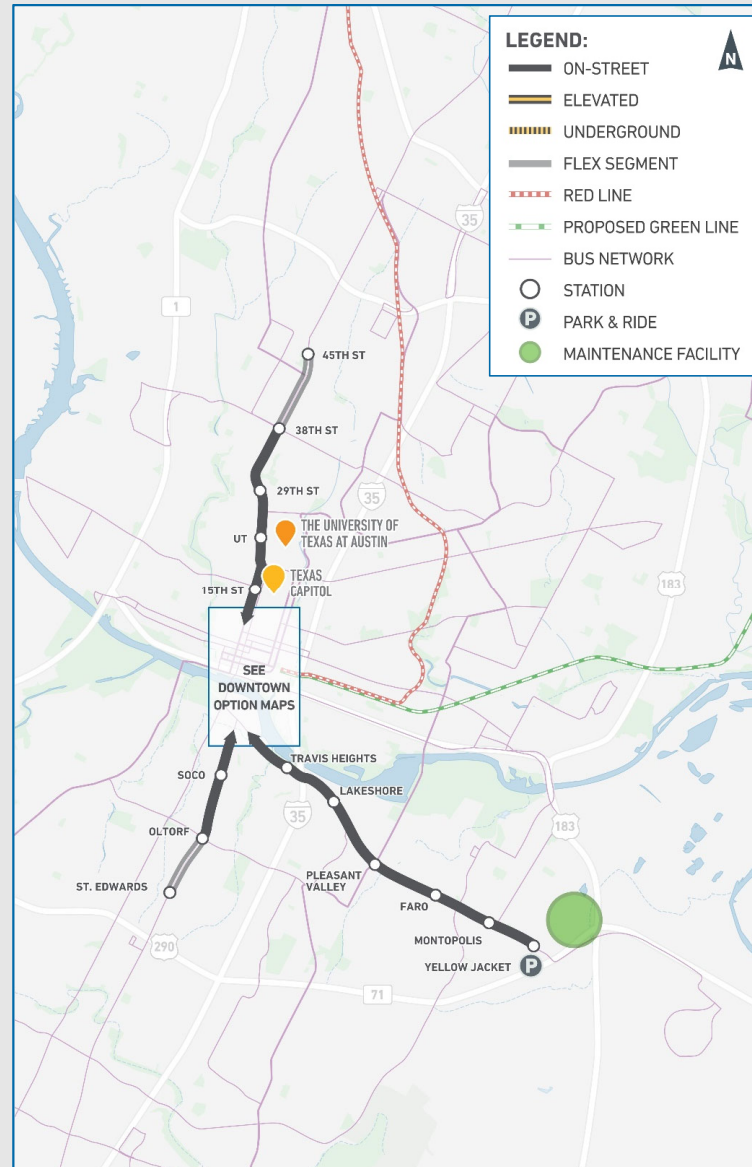 LEGEND:
N
ON-STREET
ELEVATED
UNDERGROUND
FLEX SEGMENT
RED LINE
PROPOSED GREEN LINE
BUS NETWORK
STATION
P
PARK & RIDE
MAINTENANCE FACILITY
35
1
45TH ST
38TH ST
29TH ST
35
UT
THE UNIVERSITY OF
TEXAS AT AUSTIN
TEXAS
CAPITOL
15TH ST
183
SEE
DOWNTOWN
OPTION MAPS
TRAVIS HEIGHTS
SOCO
LAKESHORE
35
183
OLTORF
PLEASANT
VALLEY
ST. EDWARDS
FARO
MONTOPOLIS
290
YELLOW JACKET
P
71